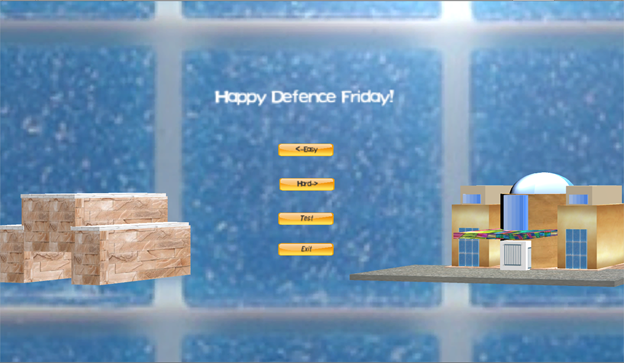 Happy Defence Friday!
<-Easy
Hard->
Test
Exit